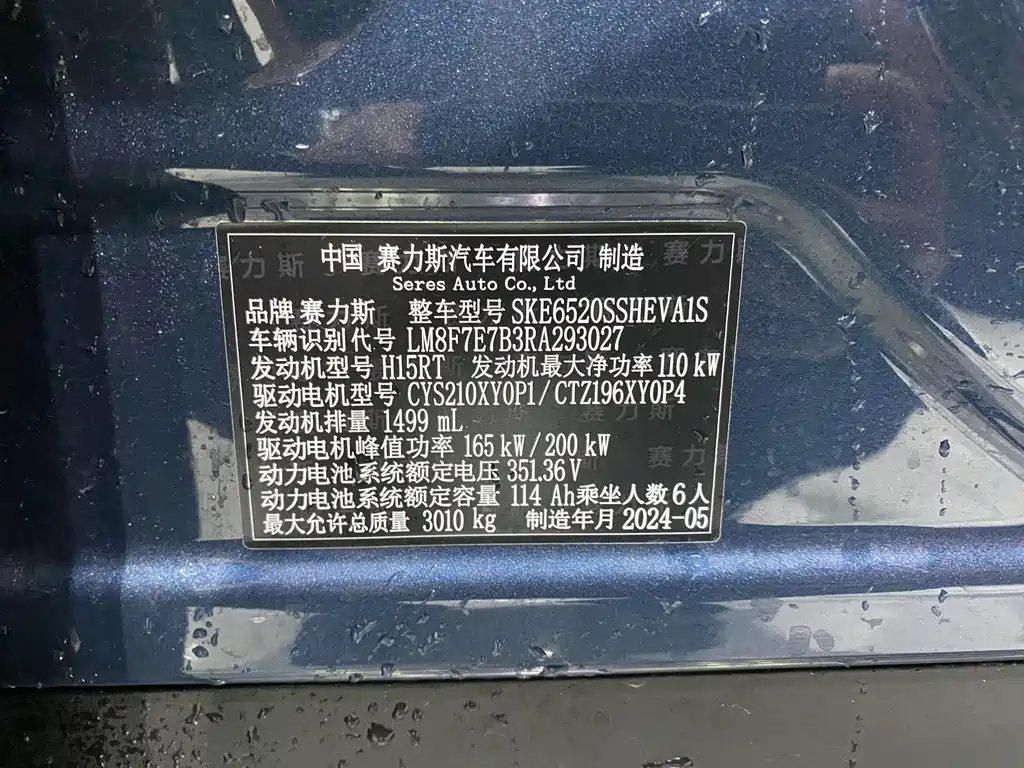 中国 赛力斯汽车有限公司 制造
Seres Auto Co., Ltd
品牌 赛力斯 整车型号 SKE6520SSHEVA1S
车辆识别代号 LM8F7E7B3RA293027
发动机型号 H15RT 发动机最大净功率 110 kW
驱动电机型号 CYS210XY0P1/CTZ196XY0P4
发动机排量 1499 mL
驱动电机峰值功率 165 kW/200 kW
动力电池系统额定电压 351.36 V
动力电池系统额定容量 114 Ah 乘坐人数 6人
最大允许总质量 3010 kg 制造年月 2024-05